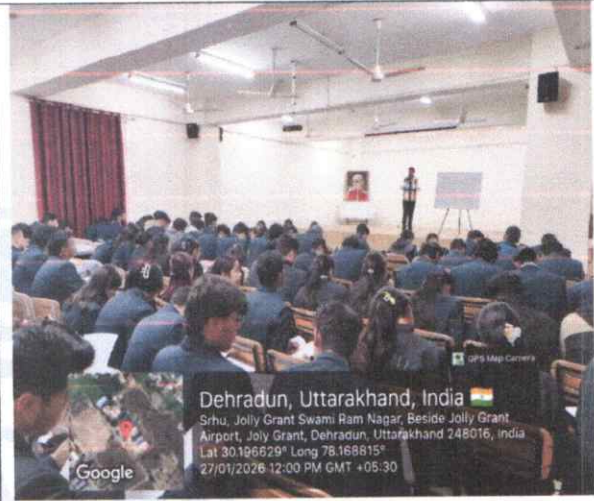 GPS Map Camera
Dehradun, Uttarakhand, India
Srhu, Jolly Grant Swami Ram Nagar, Beside Jolly Grant
Airport, Joly Grant, Dehradun, Uttarakhand 248016, India
Lat 30.196629° Long 78.168815°
27/01/2026 12:00 PM GMT +05:30
Google